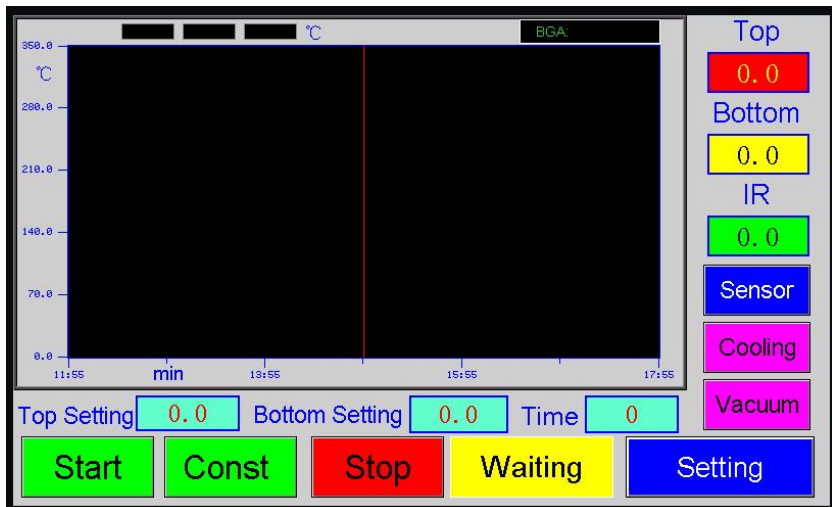 ℃
BGA:
Top
350.0
℃
0.0
280.0
Bottom
0.0
210.0
IR
140.0
0.0
70.0
Sensor
0.0
Cooling
11:55 min 13:55 15:55 17:55
Vacuum
Top Setting 0.0 Bottom Setting 0.0 Time 0
Start Const Stop Waiting Setting